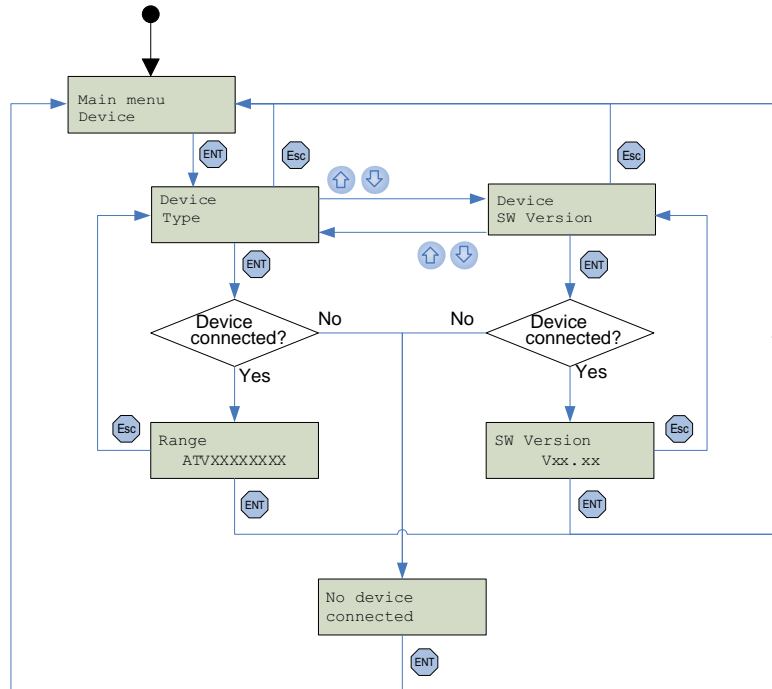 Main menu
Device
ENT
Esc
Esc
Device
Type
Device
SW Version
ENT
ENT
Device
connected?
No
No
Device
connected?
Yes
Yes
Esc
Range
ATVXXXXXXXX
SW Version
Vxx.xx
Esc
ENT
ENT
No device
connected
ENT